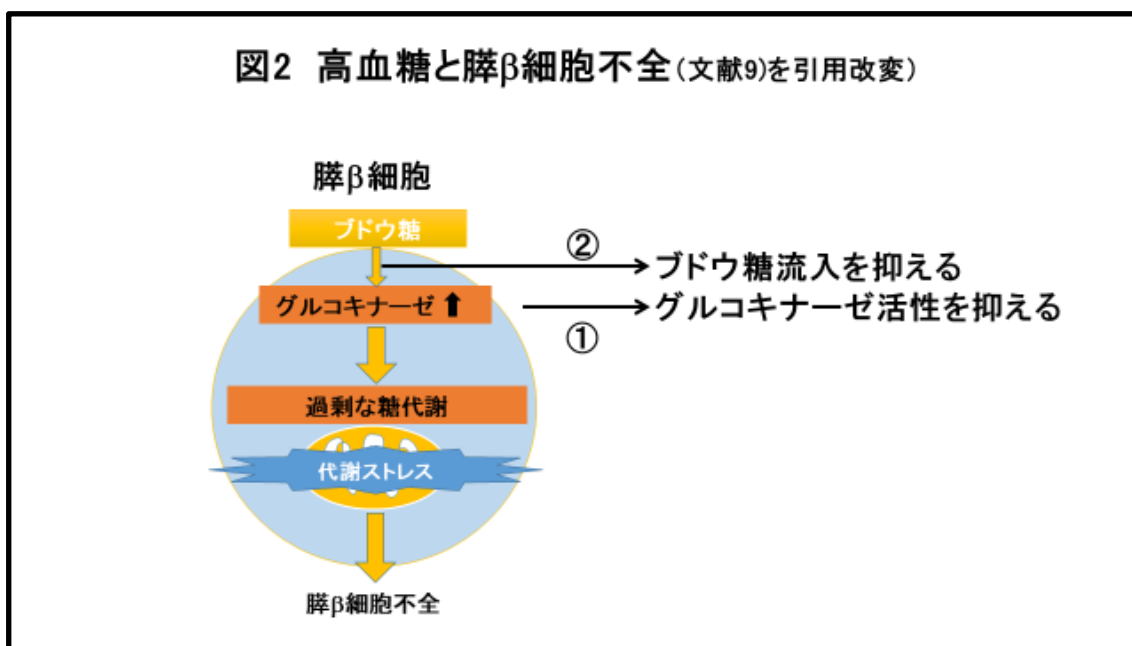 図2 高血糖と膵β細胞不全(文献9)を引用改変)
膵β細胞
ブドウ糖
②
ブドウ糖流入を抑える
グルコキナーゼ⬆
グルコキナーゼ活性を抑える
①
過剰な糖代謝
代謝ストレス
膵β細胞不全